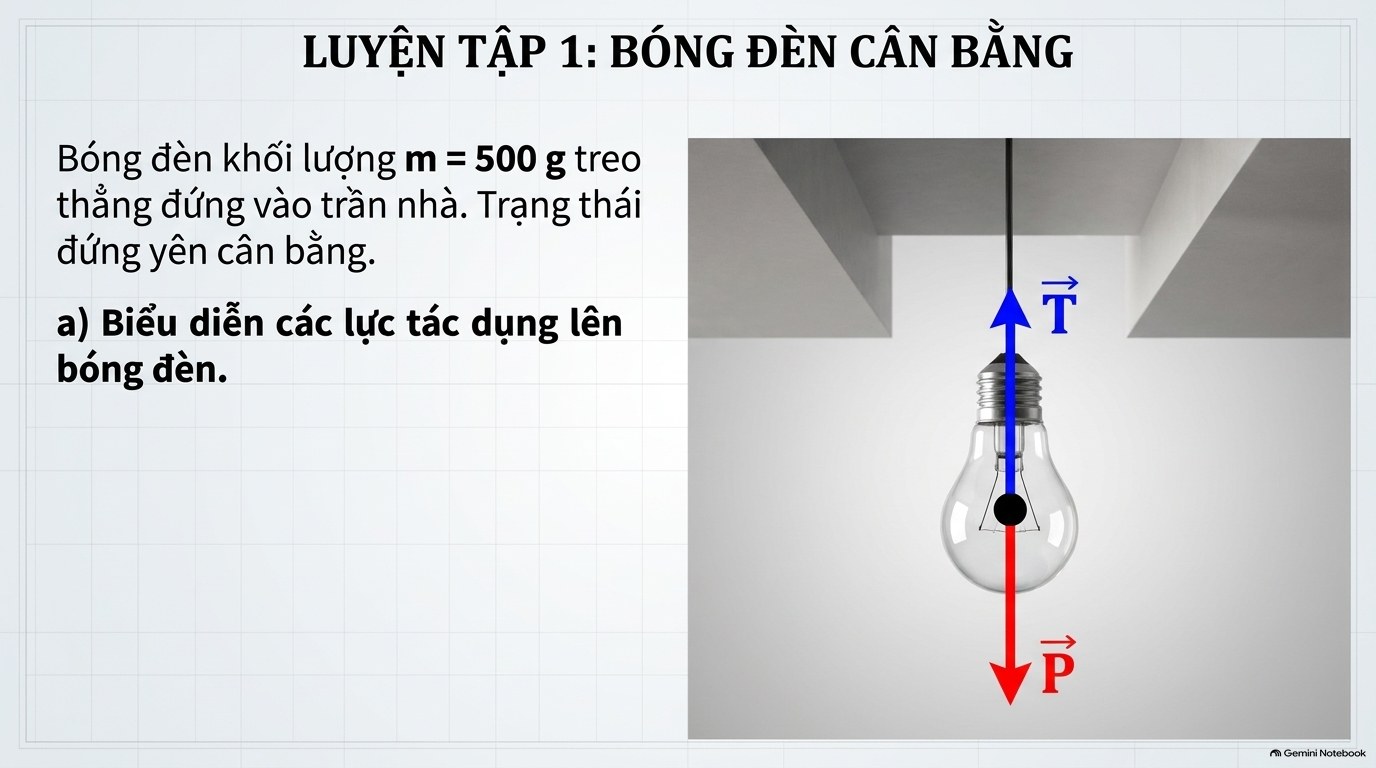 LUYỆN TẬP 1: BÓNG ĐÈN CÂN BẰNG
Bóng đèn khối lượng m = 500 g treo
thẳng đứng vào trần nhà. Trạng thái
đứng yên cân bằng.
a) Biểu diễn các lực tác dụng lên
bóng đèn.
T
P
Gemini Notebook